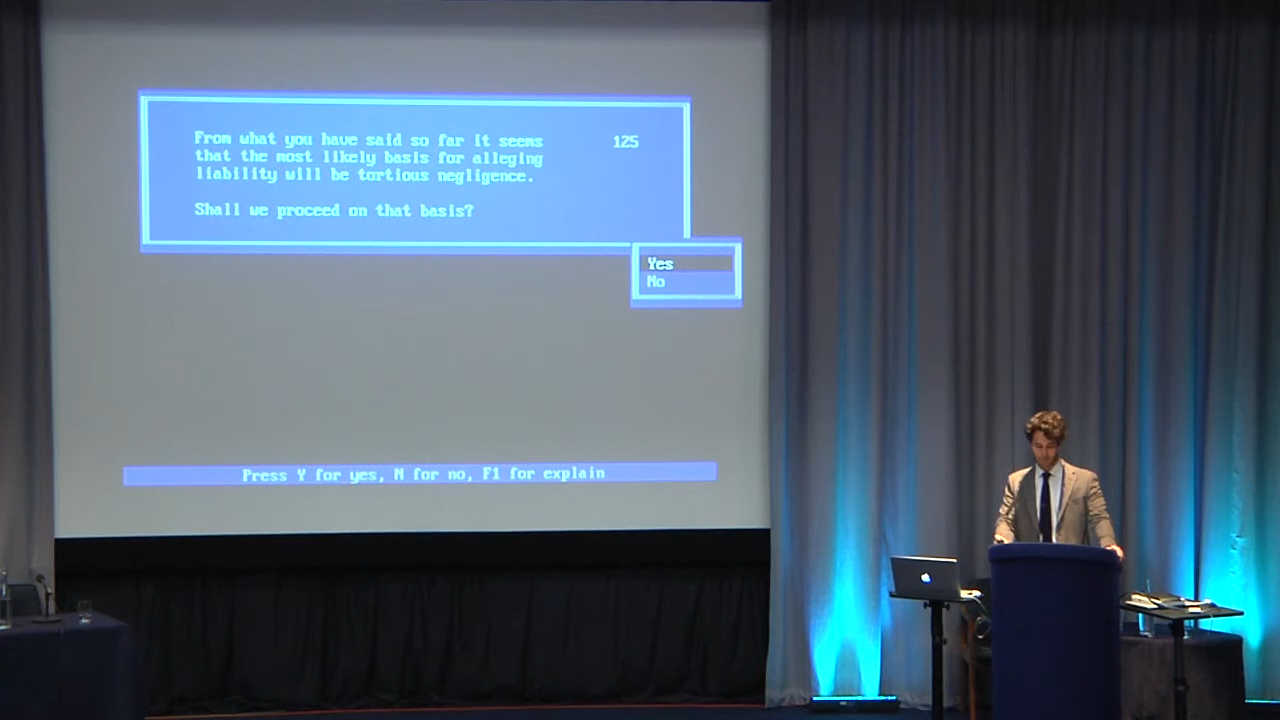 From what you have said so far it seems 125
that the most likely basis for alleging
liability will be tortious negligence.
Shall we proceed on that basis?
Yes
No
Press Y for yes, N for no, F1 for explain